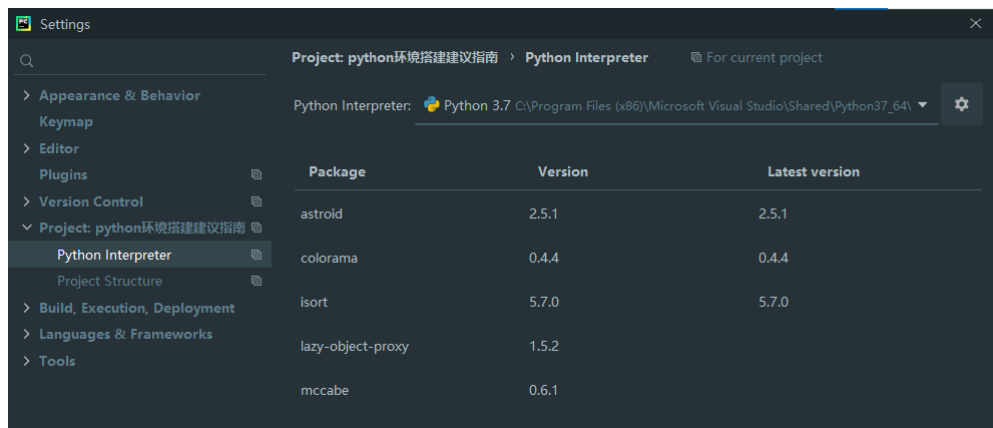 PC
Settings
Project: python环境搭建建议指南 › Python Interpreter For current project
Python Interpreter: Python 3.7 C:\Program Files (x86)\Microsoft Visual Studio\Shared\Python37_64\
Appearance & Behavior
Keymap
Editor
Plugins
Version Control
Project: python环境搭建建议指南
Python Interpreter
Project Structure
Build, Execution, Deployment
Languages & Frameworks
Tools
Package Version Latest version
astroid 2.5.1 2.5.1
colorama 0.4.4 0.4.4
isort 5.7.0 5.7.0
lazy-object-proxy 1.5.2
mccabe 0.6.1